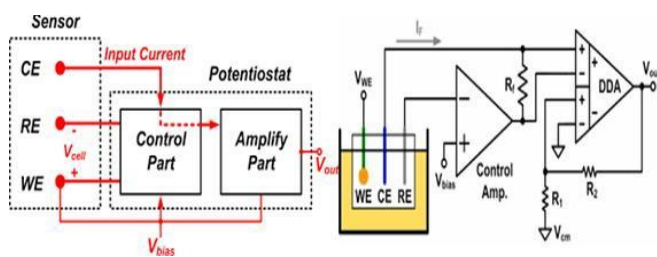 Sensor
CE
Input Current
Potentiostat
RE
-
Vcell
+
WE
Control
Part
Amplify
Part
Vout
Vbias
IF
VWE
Rf
+
-
+
-
+
-
+
-
DDA
Vou
Vbias
Control
Amp.
WE CE RE
R2
R1
Vcm